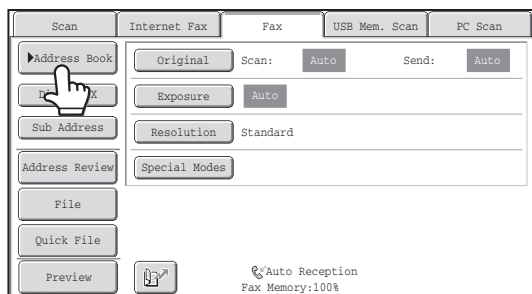 Scan Internet Fax Fax USB Mem. Scan PC Scan
Address Book Original Scan: Auto Send: Auto
Exposure Auto
Sub Address Resolution Standard
Address Review Special Modes
File
Quick File
Preview Auto Reception
Fax Memory:100%